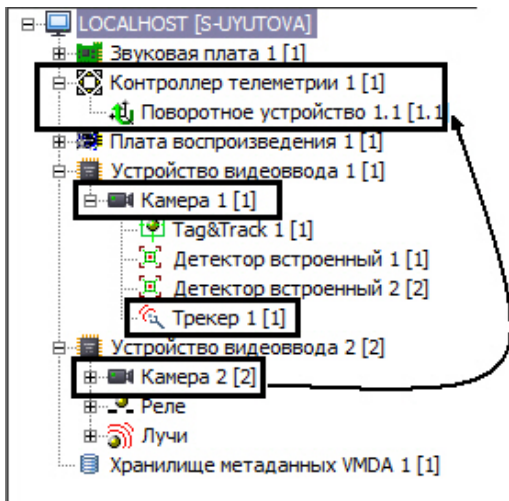 LOCALHOST [S-UYUTOVA]
Звуковая плата 1 [1]
Контроллер телеметрии 1 [1]
Поворотное устройство 1.1 [1.1
Плата воспроизведения 1 [1]
Устройство видеоввода 1 [1]
Камера 1 [1]
Tag&Track 1 [1]
Детектор встроенный 1 [1]
Детектор встроенный 2 [2]
Трекер 1 [1]
Устройство видеоввода 2 [2]
Камера 2 [2]
Реле
Лучи
Хранилище метаданных VMDA 1 [1]